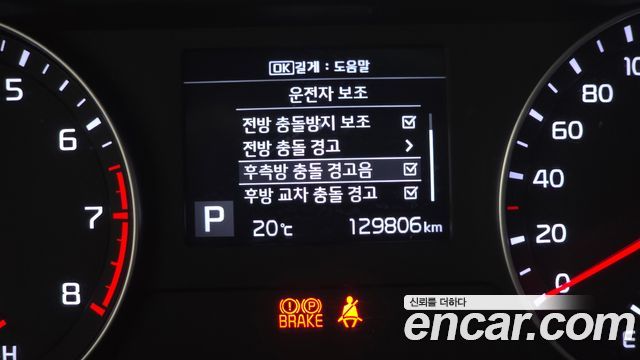 OK길게 : 도움말
운전자 보조
전방 충돌방지 보조
전방 충돌 경고
후측방 충돌 경고음
후방 교차 충돌 경고
P 20℃ 129806 km
5
6
7
8
H
100
80
60
40
20
0
E
(!) (P)
BRAKE
신뢰를 더하다
encar.com